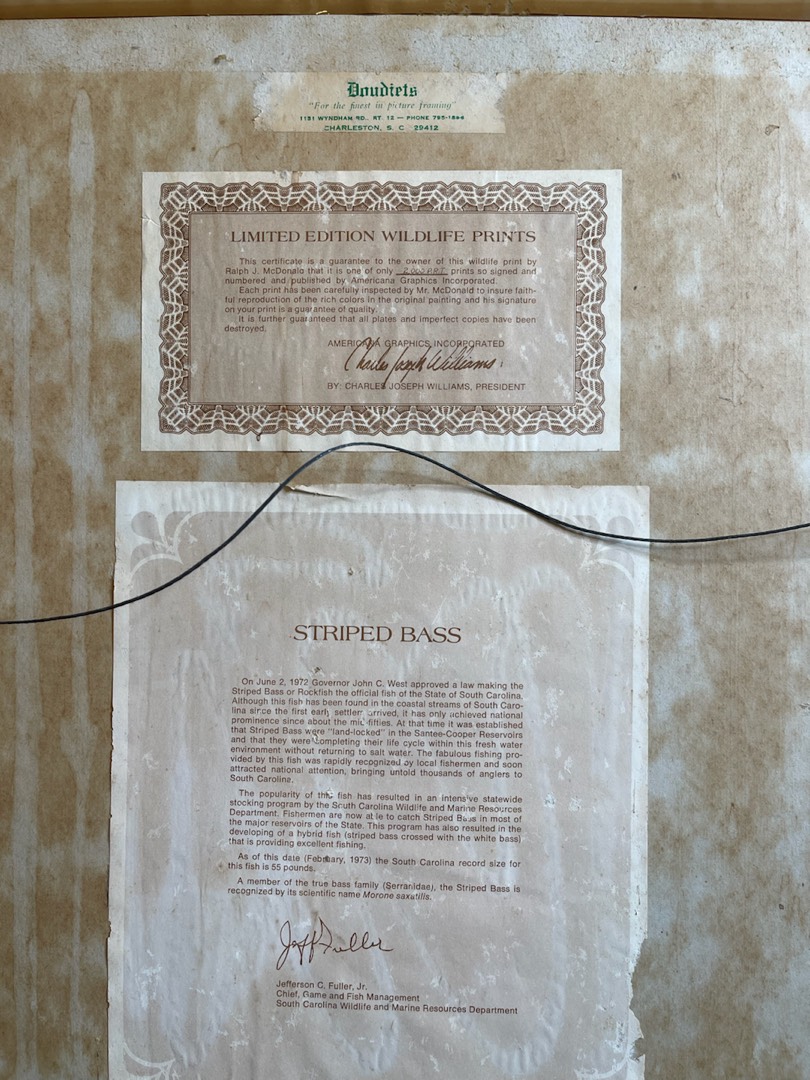 Doudiets
"For the finest in picture framing"
1151 WYNDHAM RD., RT. 12 — PHONE 795-
CHARLESTON, S. C. 29412
LIMITED EDITION WILDLIFE PRINTS
This certificate is a guarantee to the owner of this wildlife print by
Ralph J. McDonald that it is one of only prints so signed and
numbered and published by Americana Graphics Incorporated.
Each print has been carefully inspected by Mr. McDonald to insure faith-
ful reproduction of the rich colors in the original painting and his signature
on your print is a guarantee of quality.
It is further guaranteed that all plates and imperfect copies have been
destroyed.
AMERICANA GRAPHICS INCORPORATED
Charles Joseph Williams
BY: CHARLES JOSEPH WILLIAMS, PRESIDENT
STRIPED BASS
On June 2, 1972 Governor John C. West approved a law making the
Striped Bass or Rockfish the official fish of the State of South Carolina.
Although this fish has been found in the coastal streams of South Caro-
lina since the first early settlers arrived, it has only achieved national
prominence since about the mid fifties. At that time it was established
that Striped Bass were "land-locked" in the Santee-Cooper Reservoirs
and that they were completing their life cycle within this fresh water
environment without returning to salt water. The fabulous fishing pro-
vided by this fish was rapidly recognized by local fishermen and soon
attracted national attention, bringing untold thousands of anglers to
South Carolina.
The popularity of this fish has resulted in an intensive statewide
stocking program by the South Carolina Wildlife and Marine Resources
Department. Fishermen are now able to catch Striped Bass in most of
the major reservoirs of the State. This program has also resulted in the
developing of a hybrid fish (striped bass crossed with the white bass)
that is providing excellent fishing.
As of this date (February, 1973) the South Carolina record size for
this fish is 55 pounds.
A member of the true bass family (Serranidae), the Striped Bass is
recognized by its scientific name Morone saxatilis.
Jeff Fuller
Jefferson C. Fuller, Jr.
Chief, Game and Fish Management
South Carolina Wildlife and Marine Resources Department